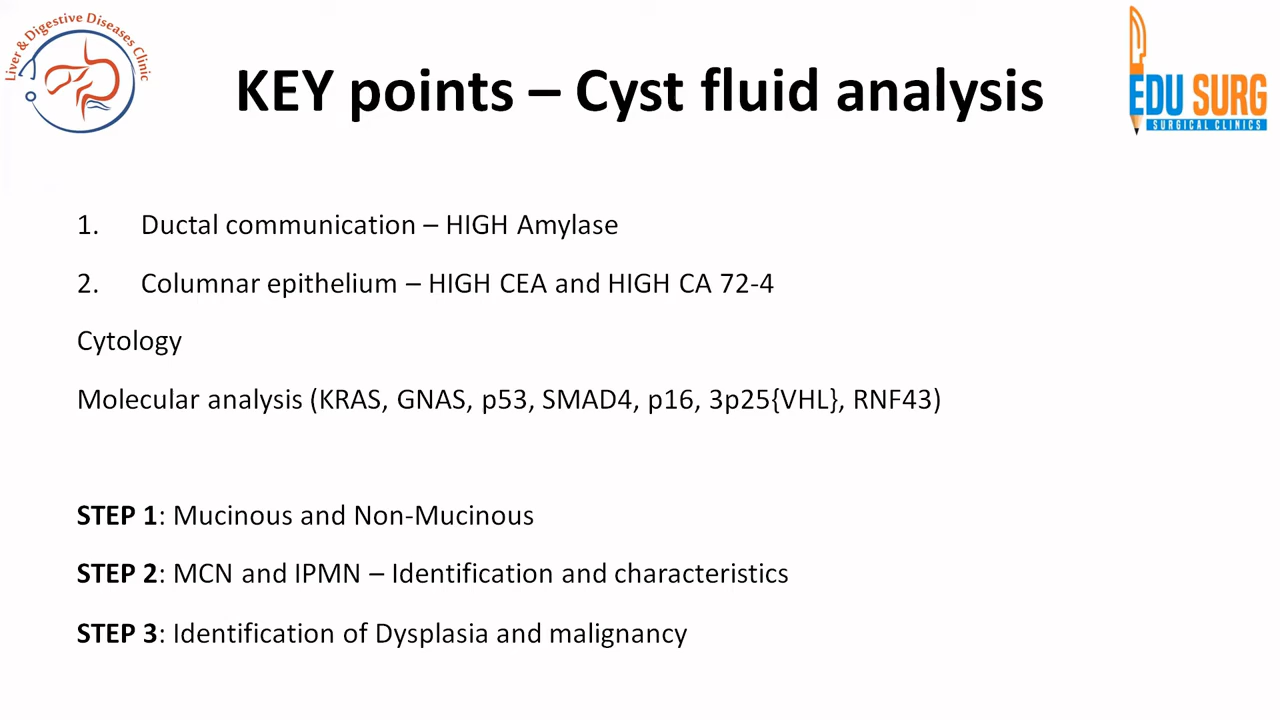 Liver & Digestive Diseases Clinic
EDU SURG
SURGICAL CLINICS
KEY points – Cyst fluid analysis
1. Ductal communication – HIGH Amylase
2. Columnar epithelium – HIGH CEA and HIGH CA 72-4
Cytology
Molecular analysis (KRAS, GNAS, p53, SMAD4, p16, 3p25{VHL}, RNF43)
STEP 1: Mucinous and Non-Mucinous
STEP 2: MCN and IPMN – Identification and characteristics
STEP 3: Identification of Dysplasia and malignancy